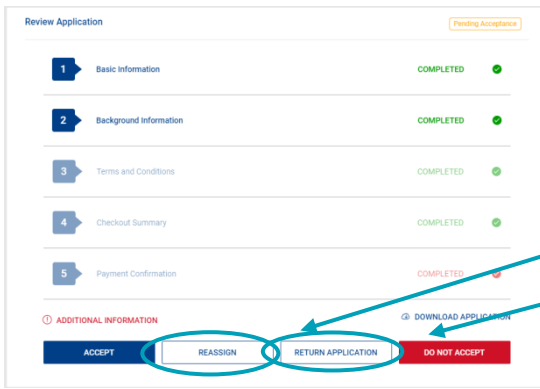 Review Application Pending Acceptance
1 Basic Information COMPLETED
2 Background Information COMPLETED
3 Terms and Conditions COMPLETED
4 Checkout Summary COMPLETED
5 Payment Confirmation COMPLETED
ADDITIONAL INFORMATION DOWNLOAD APPLICATION
ACCEPT REASSIGN RETURN APPLICATION DO NOT ACCEPT